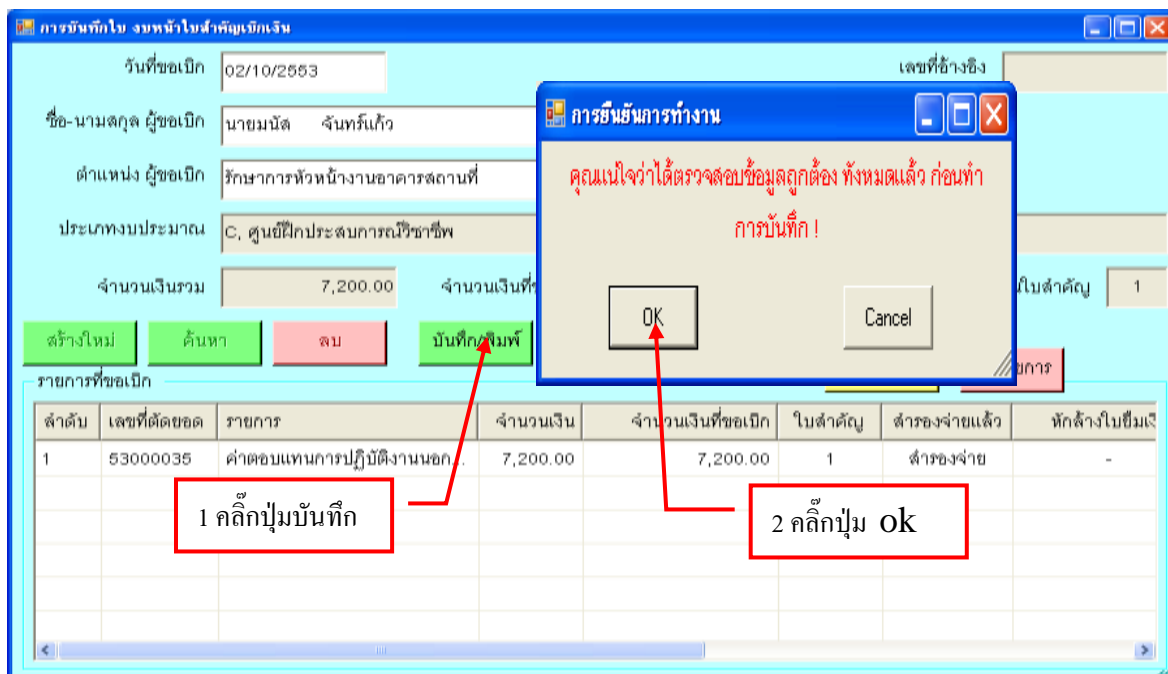 การบันทึกใบ งบหน้าใบสำคัญเบิกเงิน
วันที่ขอเบิก 02/10/2553 เลขที่อ้างอิง
ชื่อ-นามสกุล ผู้ขอเบิก นายมนัส จันทร์แก้ว
ตำแหน่ง ผู้ขอเบิก รักษาการหัวหน้างานอาคารสถานที่
ประเภทงบประมาณ C, ศูนย์ฝึกประสบการณ์วิชาชีพ
จำนวนเงินรวม 7,200.00 จำนวนเงินที่ ใบสำคัญ 1
การยืนยันการทำงาน
คุณแน่ใจว่าได้ตรวจสอบข้อมูลถูกต้อง ทั้งหมดแล้ว ก่อนทำ
การบันทึก !
OK Cancel
สร้างใหม่ ค้นหา ลบ บันทึก/พิมพ์
รายการที่ขอเบิก
ลำดับ เลขที่ตัดยอด รายการ จำนวนเงิน จำนวนเงินที่ขอเบิก ใบสำคัญ สำรองจ่ายแล้ว หักล้างใบยืมเ
1 53000035 ค่าตอบแทนการปฏิบัติงานนอก... 7,200.00 7,200.00 1 สำรองจ่าย -
1 คลิ๊กปุ่มบันทึก
2 คลิ๊กปุ่ม ok